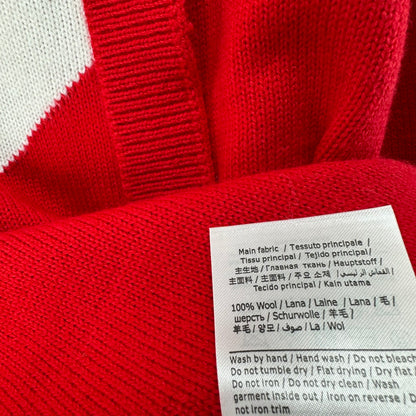 Main fabric / Tessuto principale /
Tissu principal / Tejido principal /
主生地 / Главная ткань / Hauptstoff /
主面料 / 主面料 / 주요 소재 / القماش الرئيسي /
Tecido principal / Kain utama
100% Wool / Lana / Laine / Lana / 毛 /
шерсть / Schurwolle / 羊毛 /
羊毛 / 양모 / صوف / La / Wol
Wash by hand / Hand wash / Do not bleach
Do not tumble dry / Flat drying / Dry flat /
Do not iron / Do not dry clean / Wash
garment inside out / Iron on reverse / Do
not iron trim